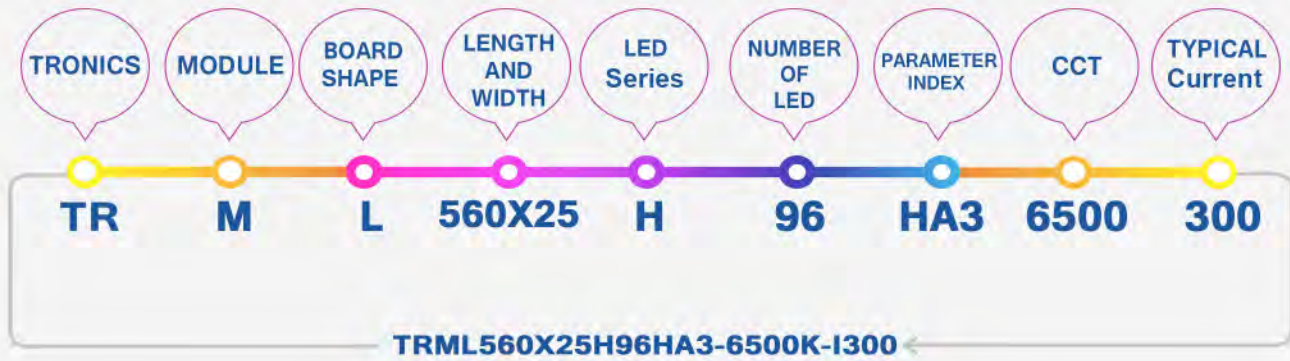 TRONICS
MODULE
BOARD
SHAPE
LENGTH
AND
WIDTH
LED
Series
NUMBER
OF
LED
PARAMETER
INDEX
CCT
TYPICAL
Current
TR
M
L
560X25
H
96
HA3
6500
300
TRML560X25H96HA3-6500K-I300